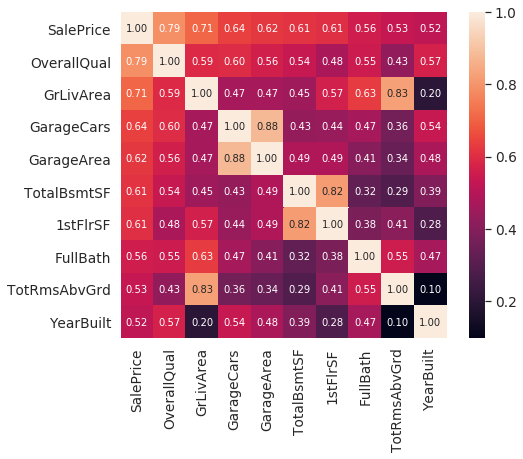 SalePrice 1.00 0.79 0.71 0.64 0.62 0.61 0.61 0.56 0.53 0.52
OverallQual 0.79 1.00 0.59 0.60 0.56 0.54 0.48 0.55 0.43 0.57
GrLivArea 0.71 0.59 1.00 0.47 0.47 0.45 0.57 0.63 0.83 0.20
GarageCars 0.64 0.60 0.47 1.00 0.88 0.43 0.44 0.47 0.36 0.54
GarageArea 0.62 0.56 0.47 0.88 1.00 0.49 0.49 0.41 0.34 0.48
TotalBsmtSF 0.61 0.54 0.45 0.43 0.49 1.00 0.82 0.32 0.29 0.39
1stFlrSF 0.61 0.48 0.57 0.44 0.49 0.82 1.00 0.38 0.41 0.28
FullBath 0.56 0.55 0.63 0.47 0.41 0.32 0.38 1.00 0.55 0.47
TotRmsAbvGrd 0.53 0.43 0.83 0.36 0.34 0.29 0.41 0.55 1.00 0.10
YearBuilt 0.52 0.57 0.20 0.54 0.48 0.39 0.28 0.47 0.10 1.00
SalePrice
OverallQual
GrLivArea
GarageCars
GarageArea
TotalBsmtSF
1stFlrSF
FullBath
TotRmsAbvGrd
YearBuilt
1.0
0.8
0.6
0.4
0.2